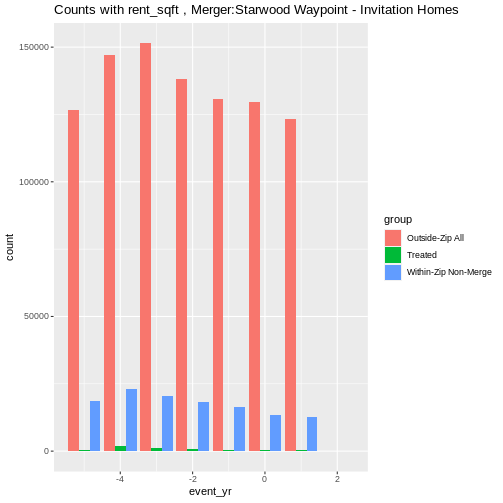 Counts with rent_sqft , Merger:Starwood Waypoint - Invitation Homes
150000
100000
50000
0
count
-4
-2
0
2
event_yr
group
Outside-Zip All
Treated
Within-Zip Non-Merge